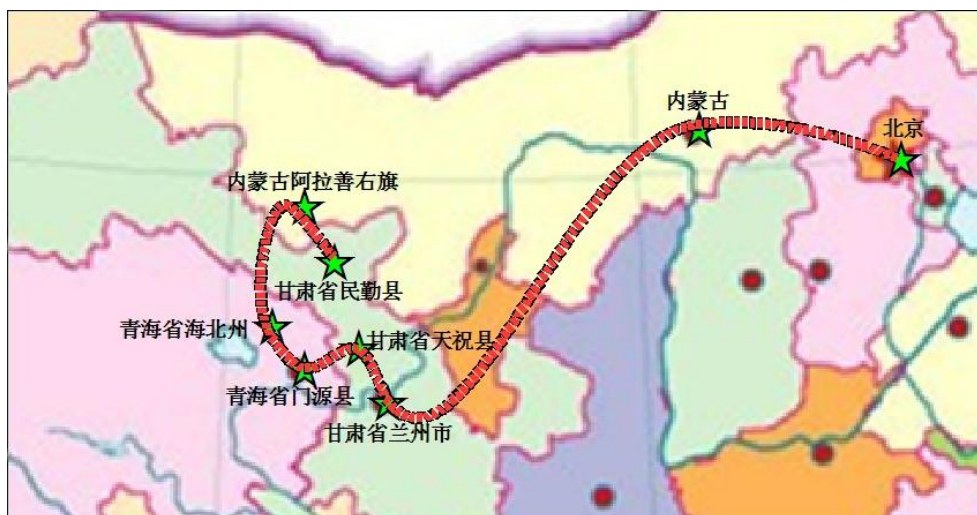 内蒙古
北京
内蒙古阿拉善右旗
甘肃省民勤县
青海省海北州
甘肃省天祝县
青海省门源县
甘肃省兰州市